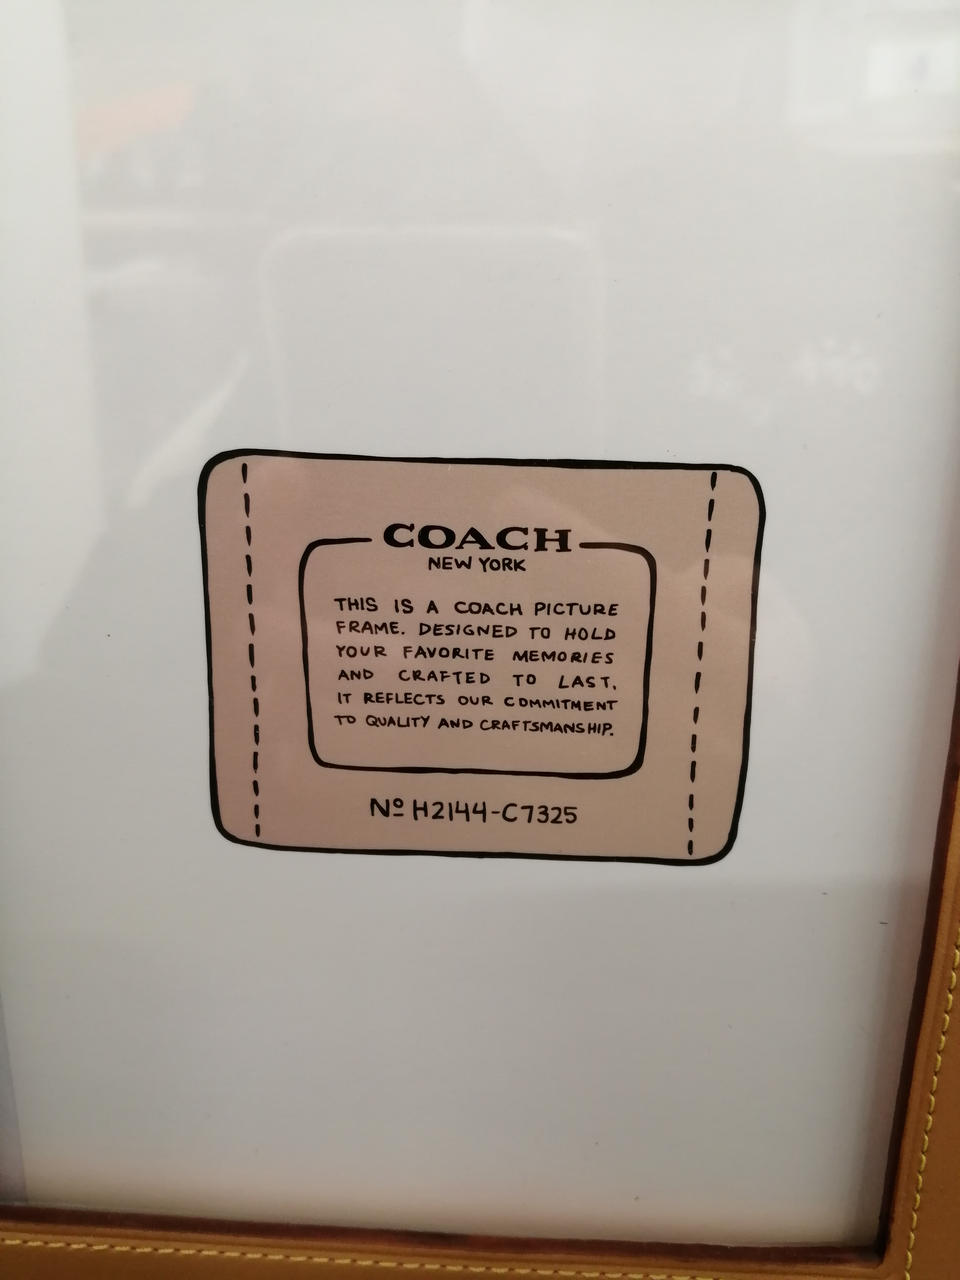 COACH
NEW YORK
THIS IS A COACH PICTURE
FRAME. DESIGNED TO HOLD
YOUR FAVORITE MEMORIES
AND CRAFTED TO LAST,
IT REFLECTS OUR COMMITMENT
TO QUALITY AND CRAFTSMANSHIP.
Nº H2144-C7325